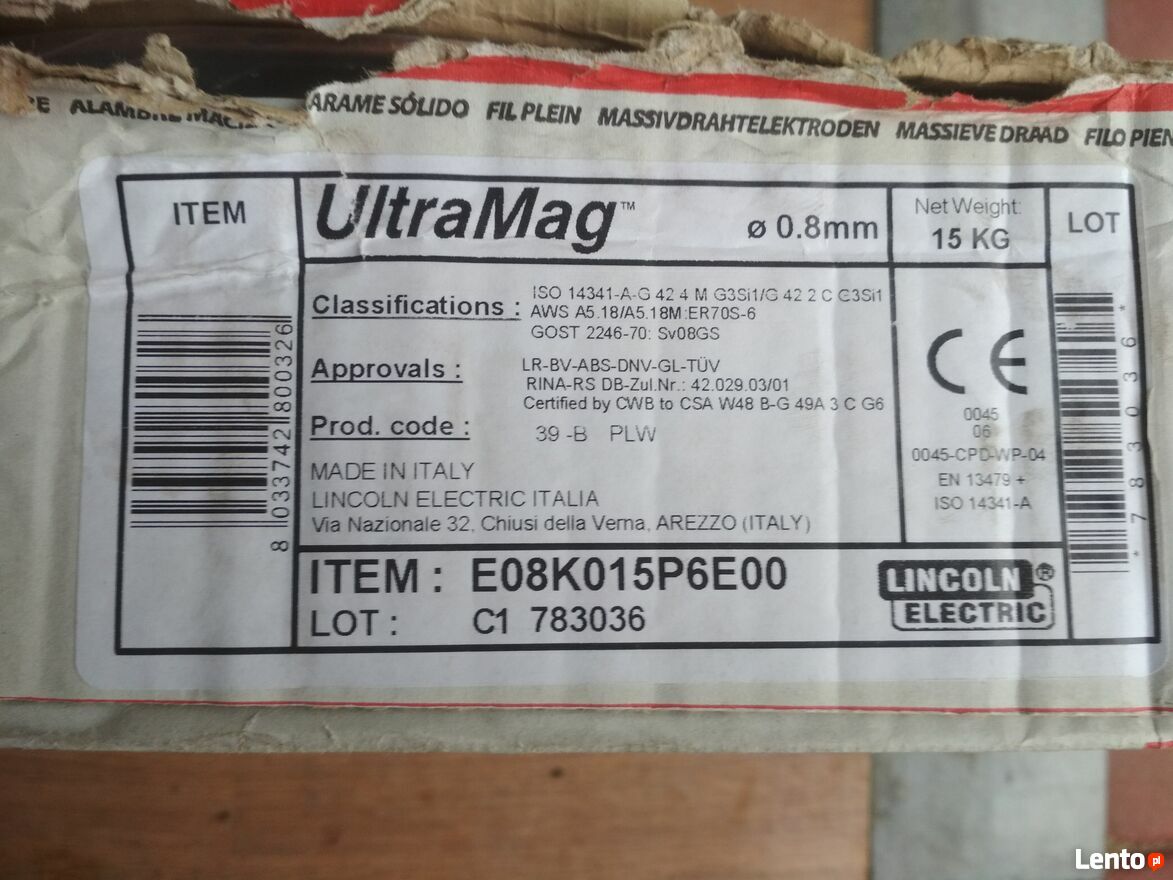 ARAME SÓLIDO FIL PLEIN MASSIVDRAHTELEKTRODEN MASSIEVE DRAAD FILO PIEN
ITEM
UltraMag™ ø 0.8mm
Net Weight:
15 KG
LOT
Classifications : ISO 14341-A-G 42 4 M G3Si1/G 42 2 C G3Si1
AWS A5.18/A5.18M:ER70S-6
GOST 2246-70: Sv08GS
Approvals : LR-BV-ABS-DNV-GL-TÜV
RINA-RS DB-Zul.Nr.: 42.029.03/01
Certified by CWB to CSA W48 B-G 49A 3 C G6
Prod. code : 39 -B PLW
MADE IN ITALY
LINCOLN ELECTRIC ITALIA
Via Nazionale 32, Chiusi della Verna, AREZZO (ITALY)
CE
0045
06
0045-CPD-WP-04
EN 13479 +
ISO 14341-A
8 033742 800326
*783036*
ITEM : E08K015P6E00
LOT : C1 783036
LINCOLN ®
ELECTRIC
Lento pl